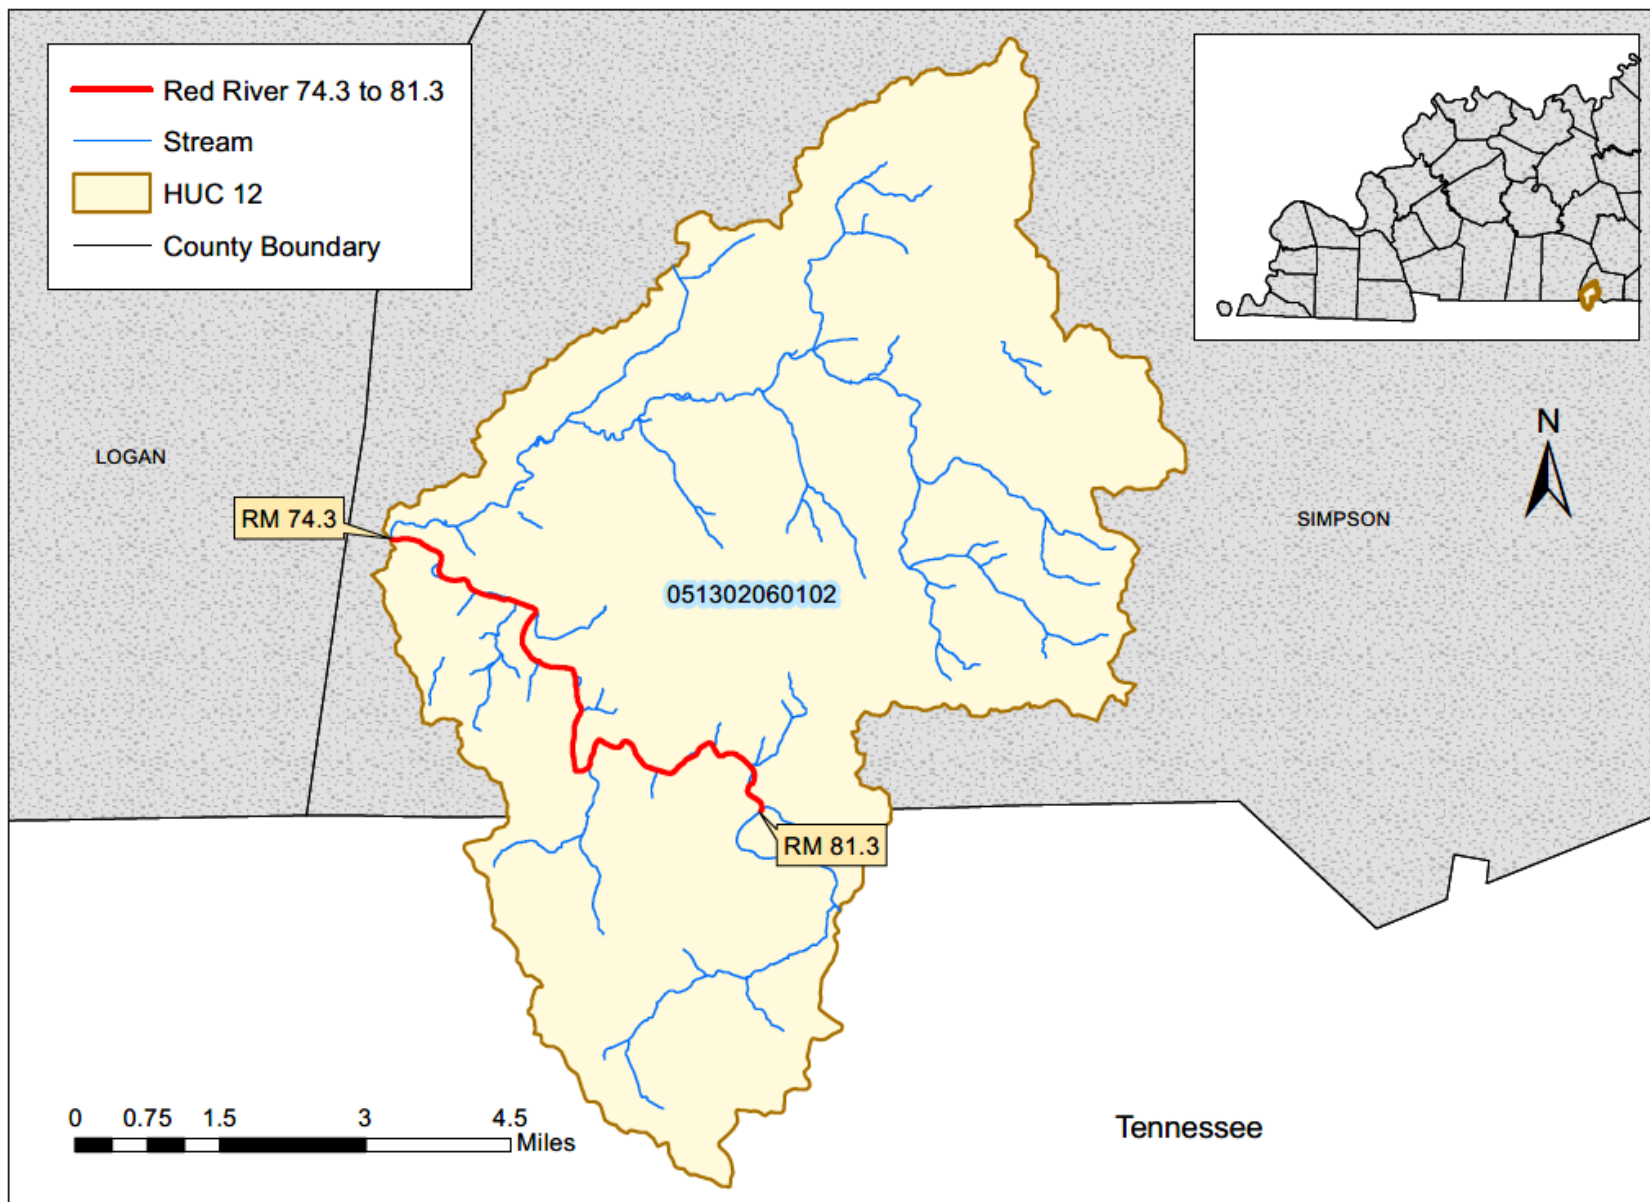 Red River 74.3 to 81.3
Stream
HUC 12
County Boundary
LOGAN
N
RM 74.3
SIMPSON
051302060102
RM 81.3
0 0.75 1.5 3 4.5
Miles
Tennessee